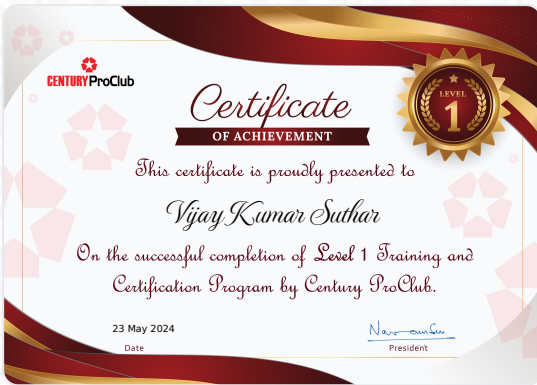 CENTURY ProClub
Certificate
OF ACHIEVEMENT
LEVEL
1
This certificate is proudly presented to
Vijay Kumar Suthar
On the successful completion of Level 1 Training and
Certification Program by Century ProClub.
23 May 2024
Date
President